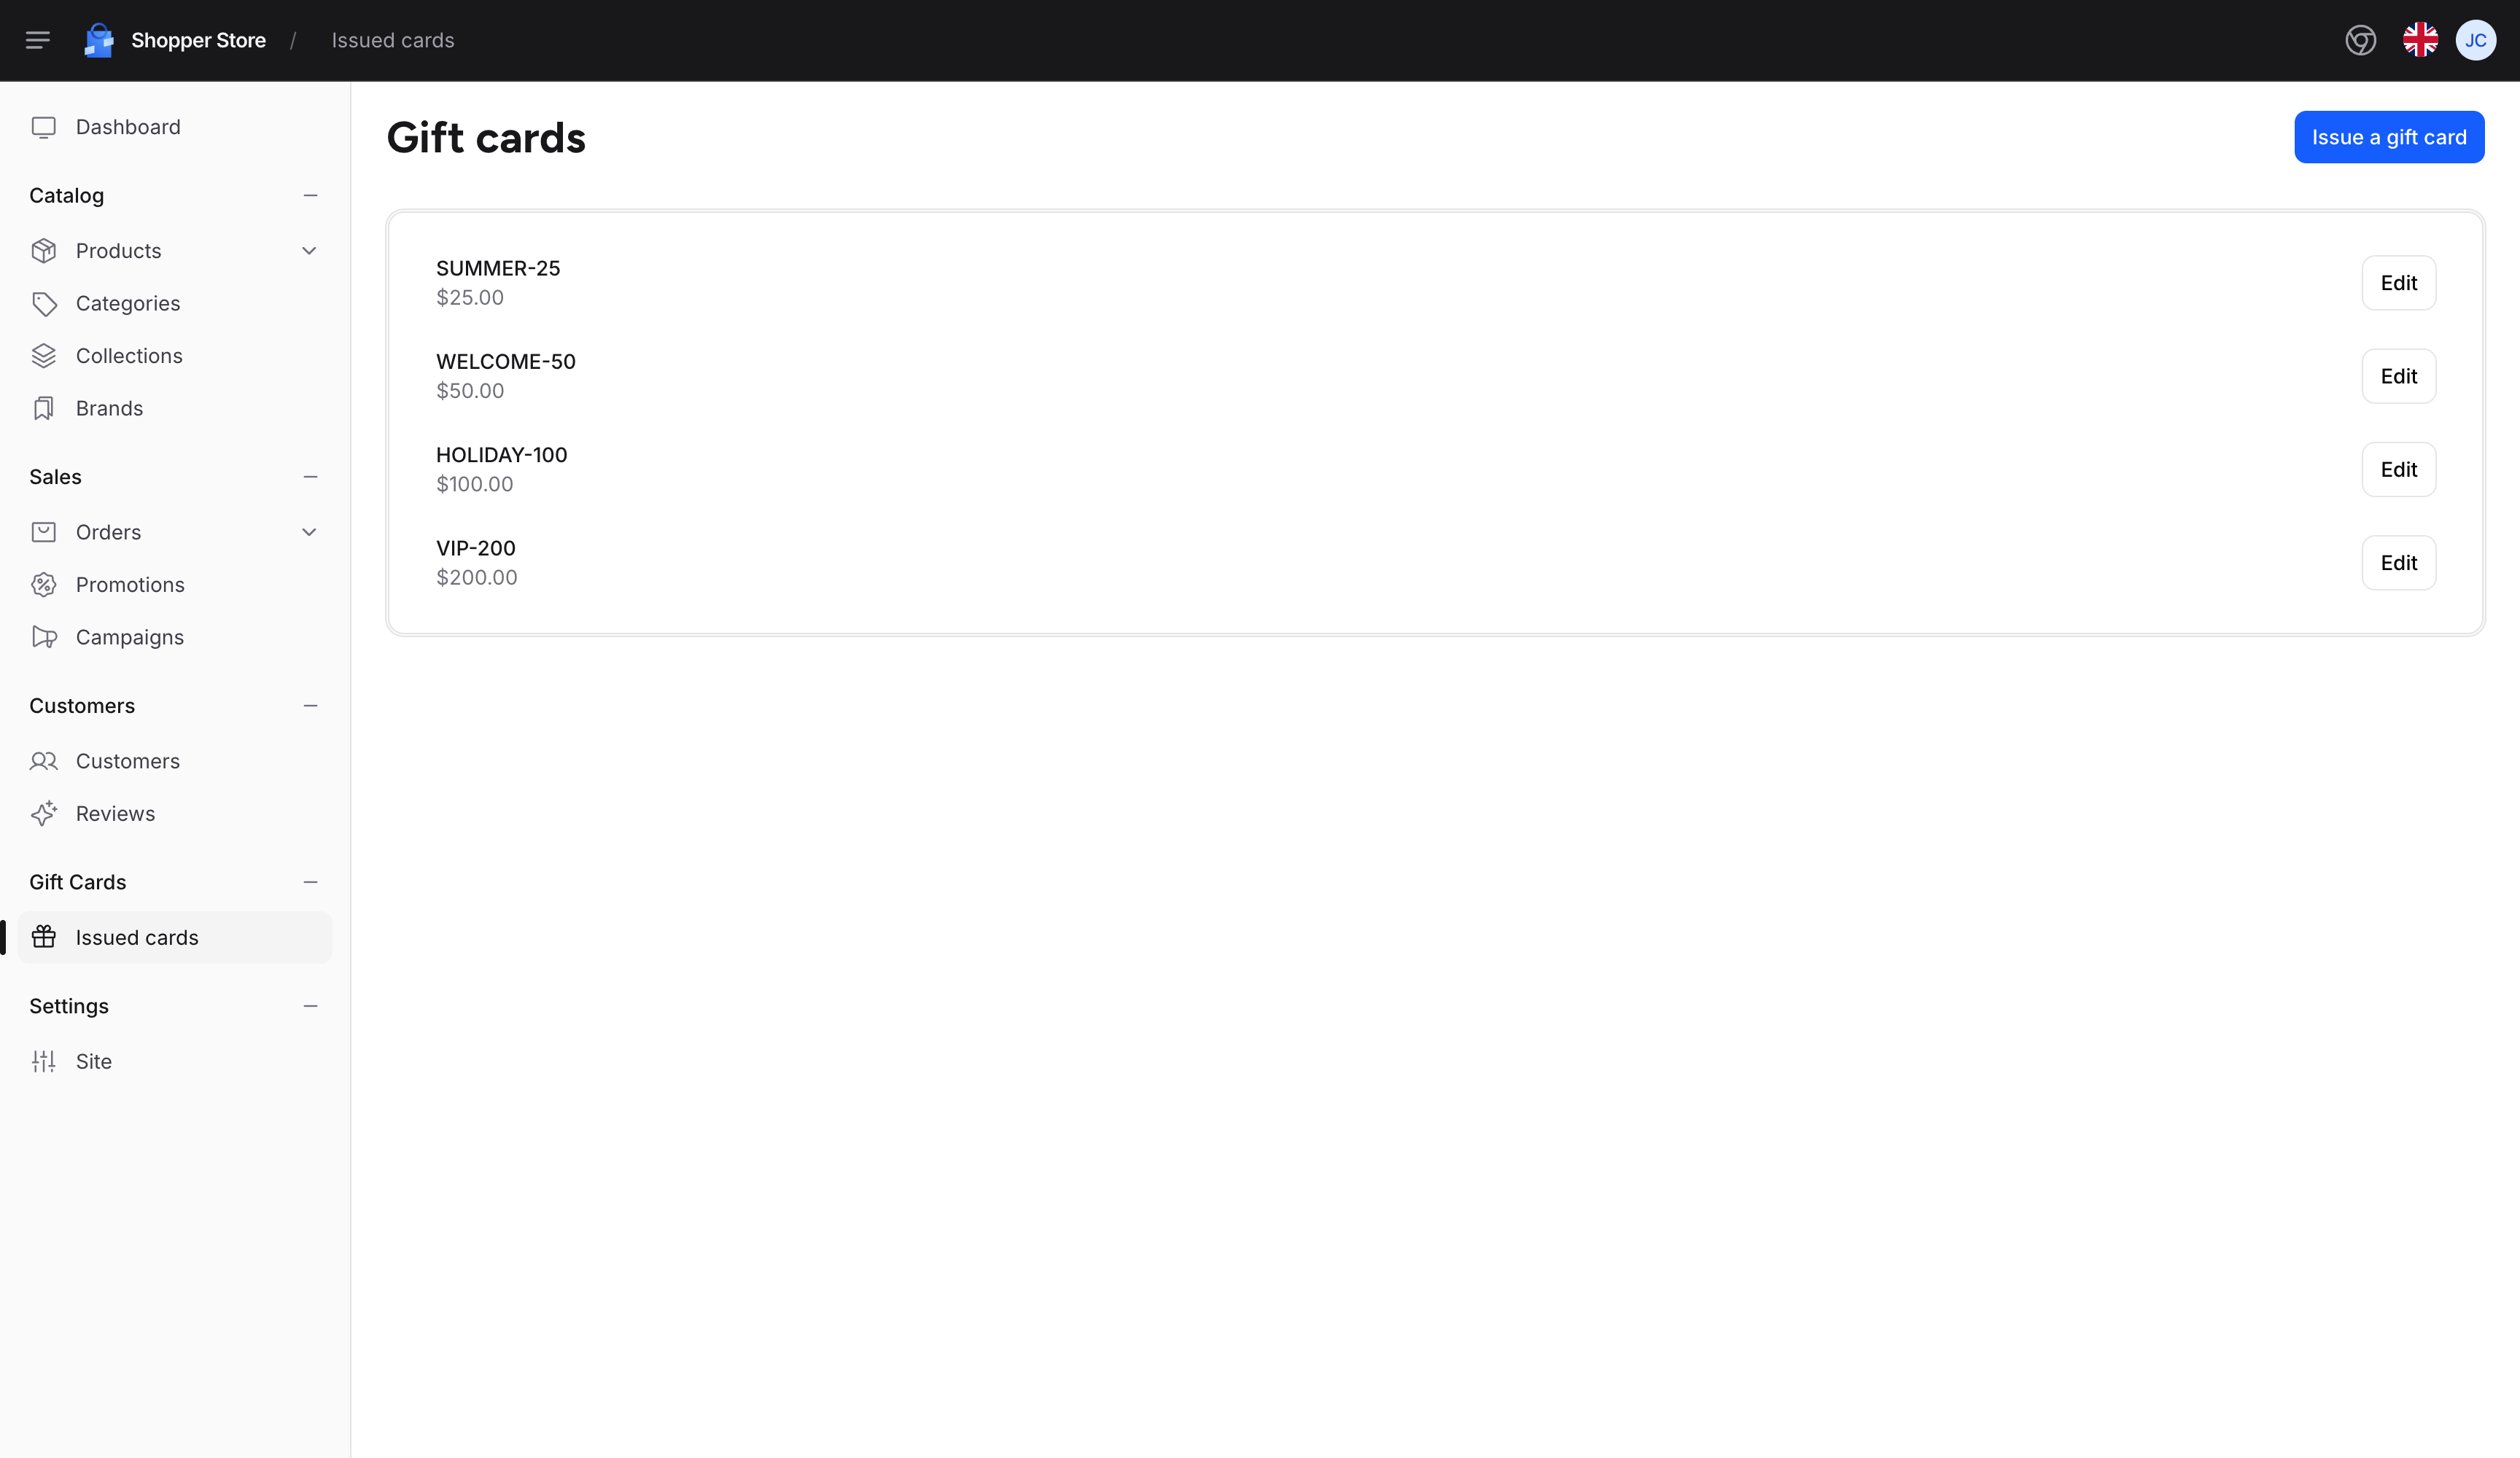 Shopper Store / Issued cards
JC
Dashboard
Catalog
Products
Categories
Collections
Brands
Sales
Orders
Promotions
Campaigns
Customers
Customers
Reviews
Gift Cards
Issued cards
Settings
Site
Gift cards
Issue a gift card
SUMMER-25
$25.00
Edit
WELCOME-50
$50.00
Edit
HOLIDAY-100
$100.00
Edit
VIP-200
$200.00
Edit